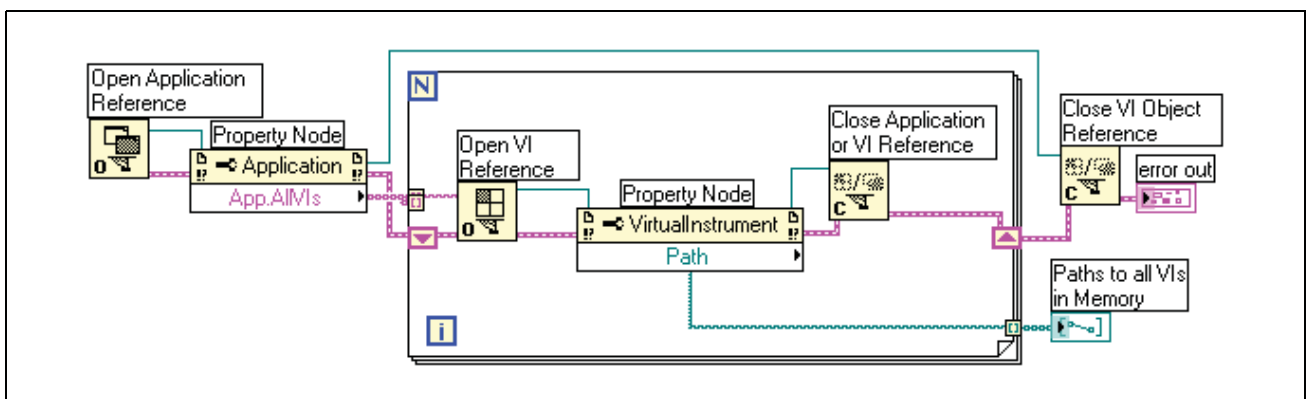 Open Application
Reference
O
Property Node
Application
App.AllVIs
N
Open VI
Reference
O
Property Node
VirtualInstrument
Path
i
Close Application
or VI Reference
C
Close VI Object
Reference
C
error out
Paths to all VIs
in Memory